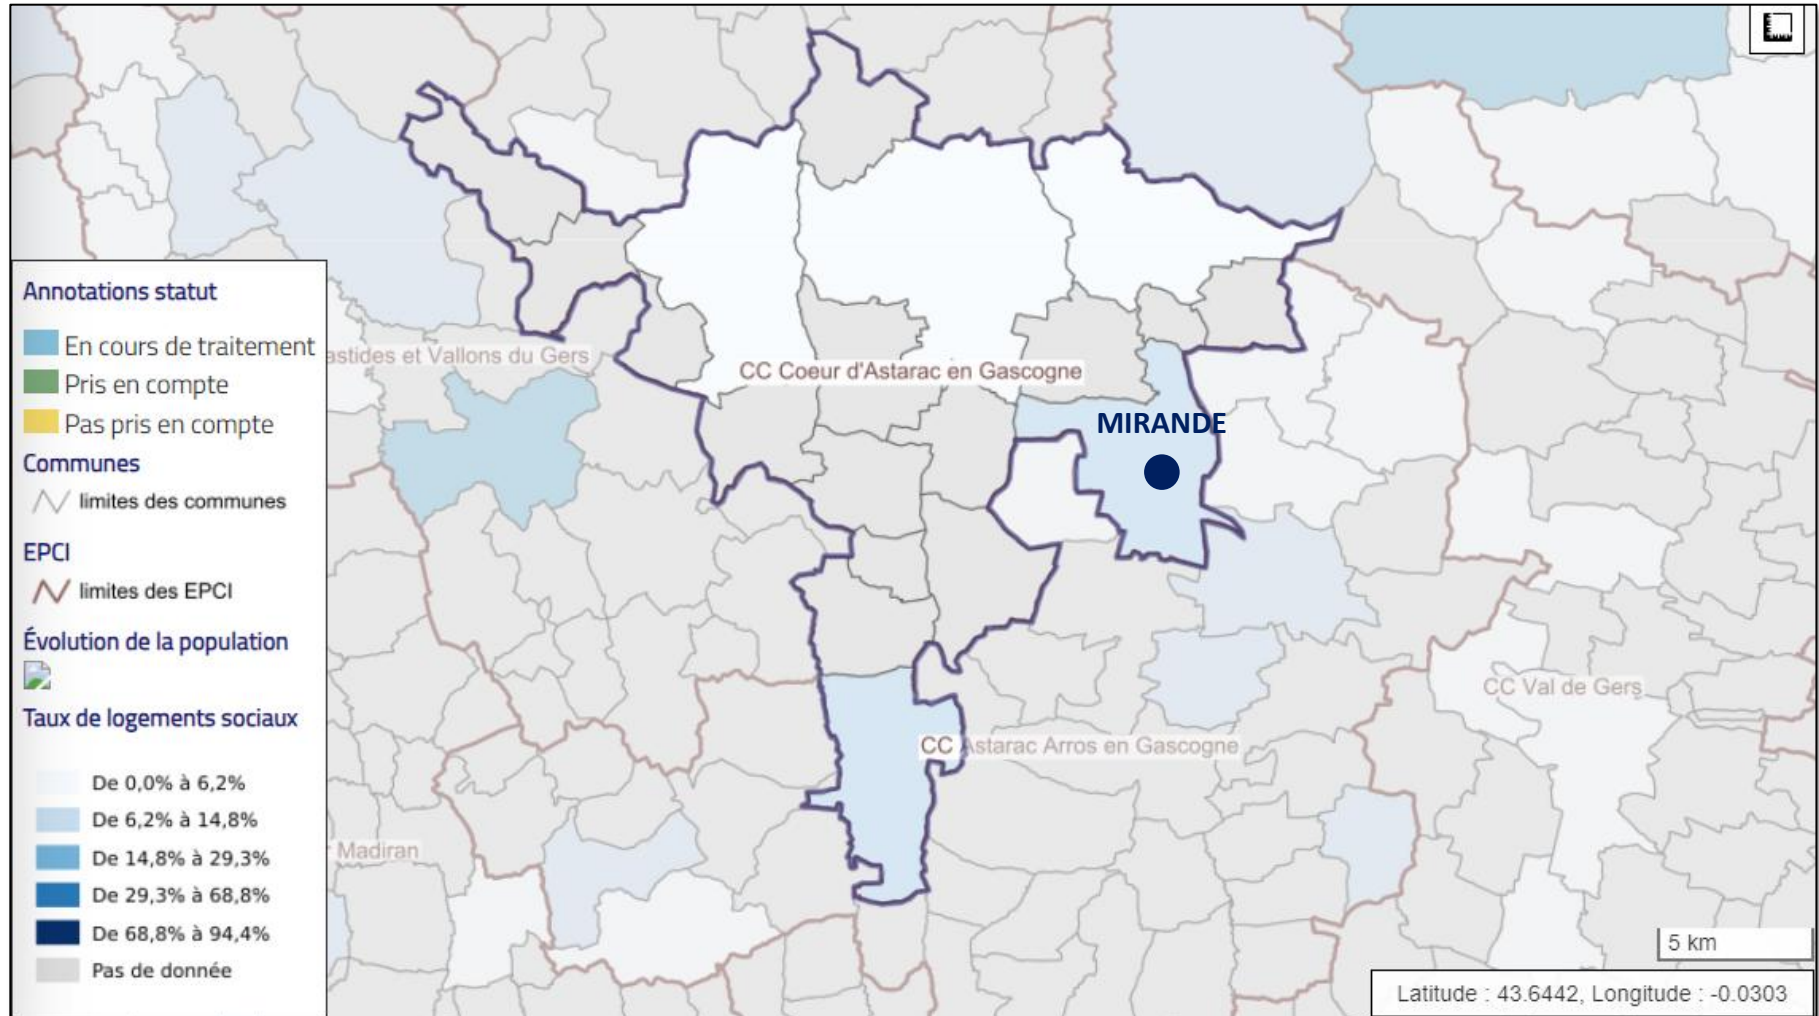 Annotations statut
En cours de traitement
Pris en compte
Pas pris en compte
Communes
limites des communes
EPCI
limites des EPCI
Évolution de la population
Taux de logements sociaux
De 0,0% à 6,2%
De 6,2% à 14,8%
De 14,8% à 29,3%
De 29,3% à 68,8%
De 68,8% à 94,4%
Pas de donnée
astides et Vallons du Gers
CC Coeur d'Astarac en Gascogne
MIRANDE
CC Val de Gers
CC Astarac Arros en Gascogne
Madiran
5 km
Latitude : 43.6442, Longitude : -0.0303